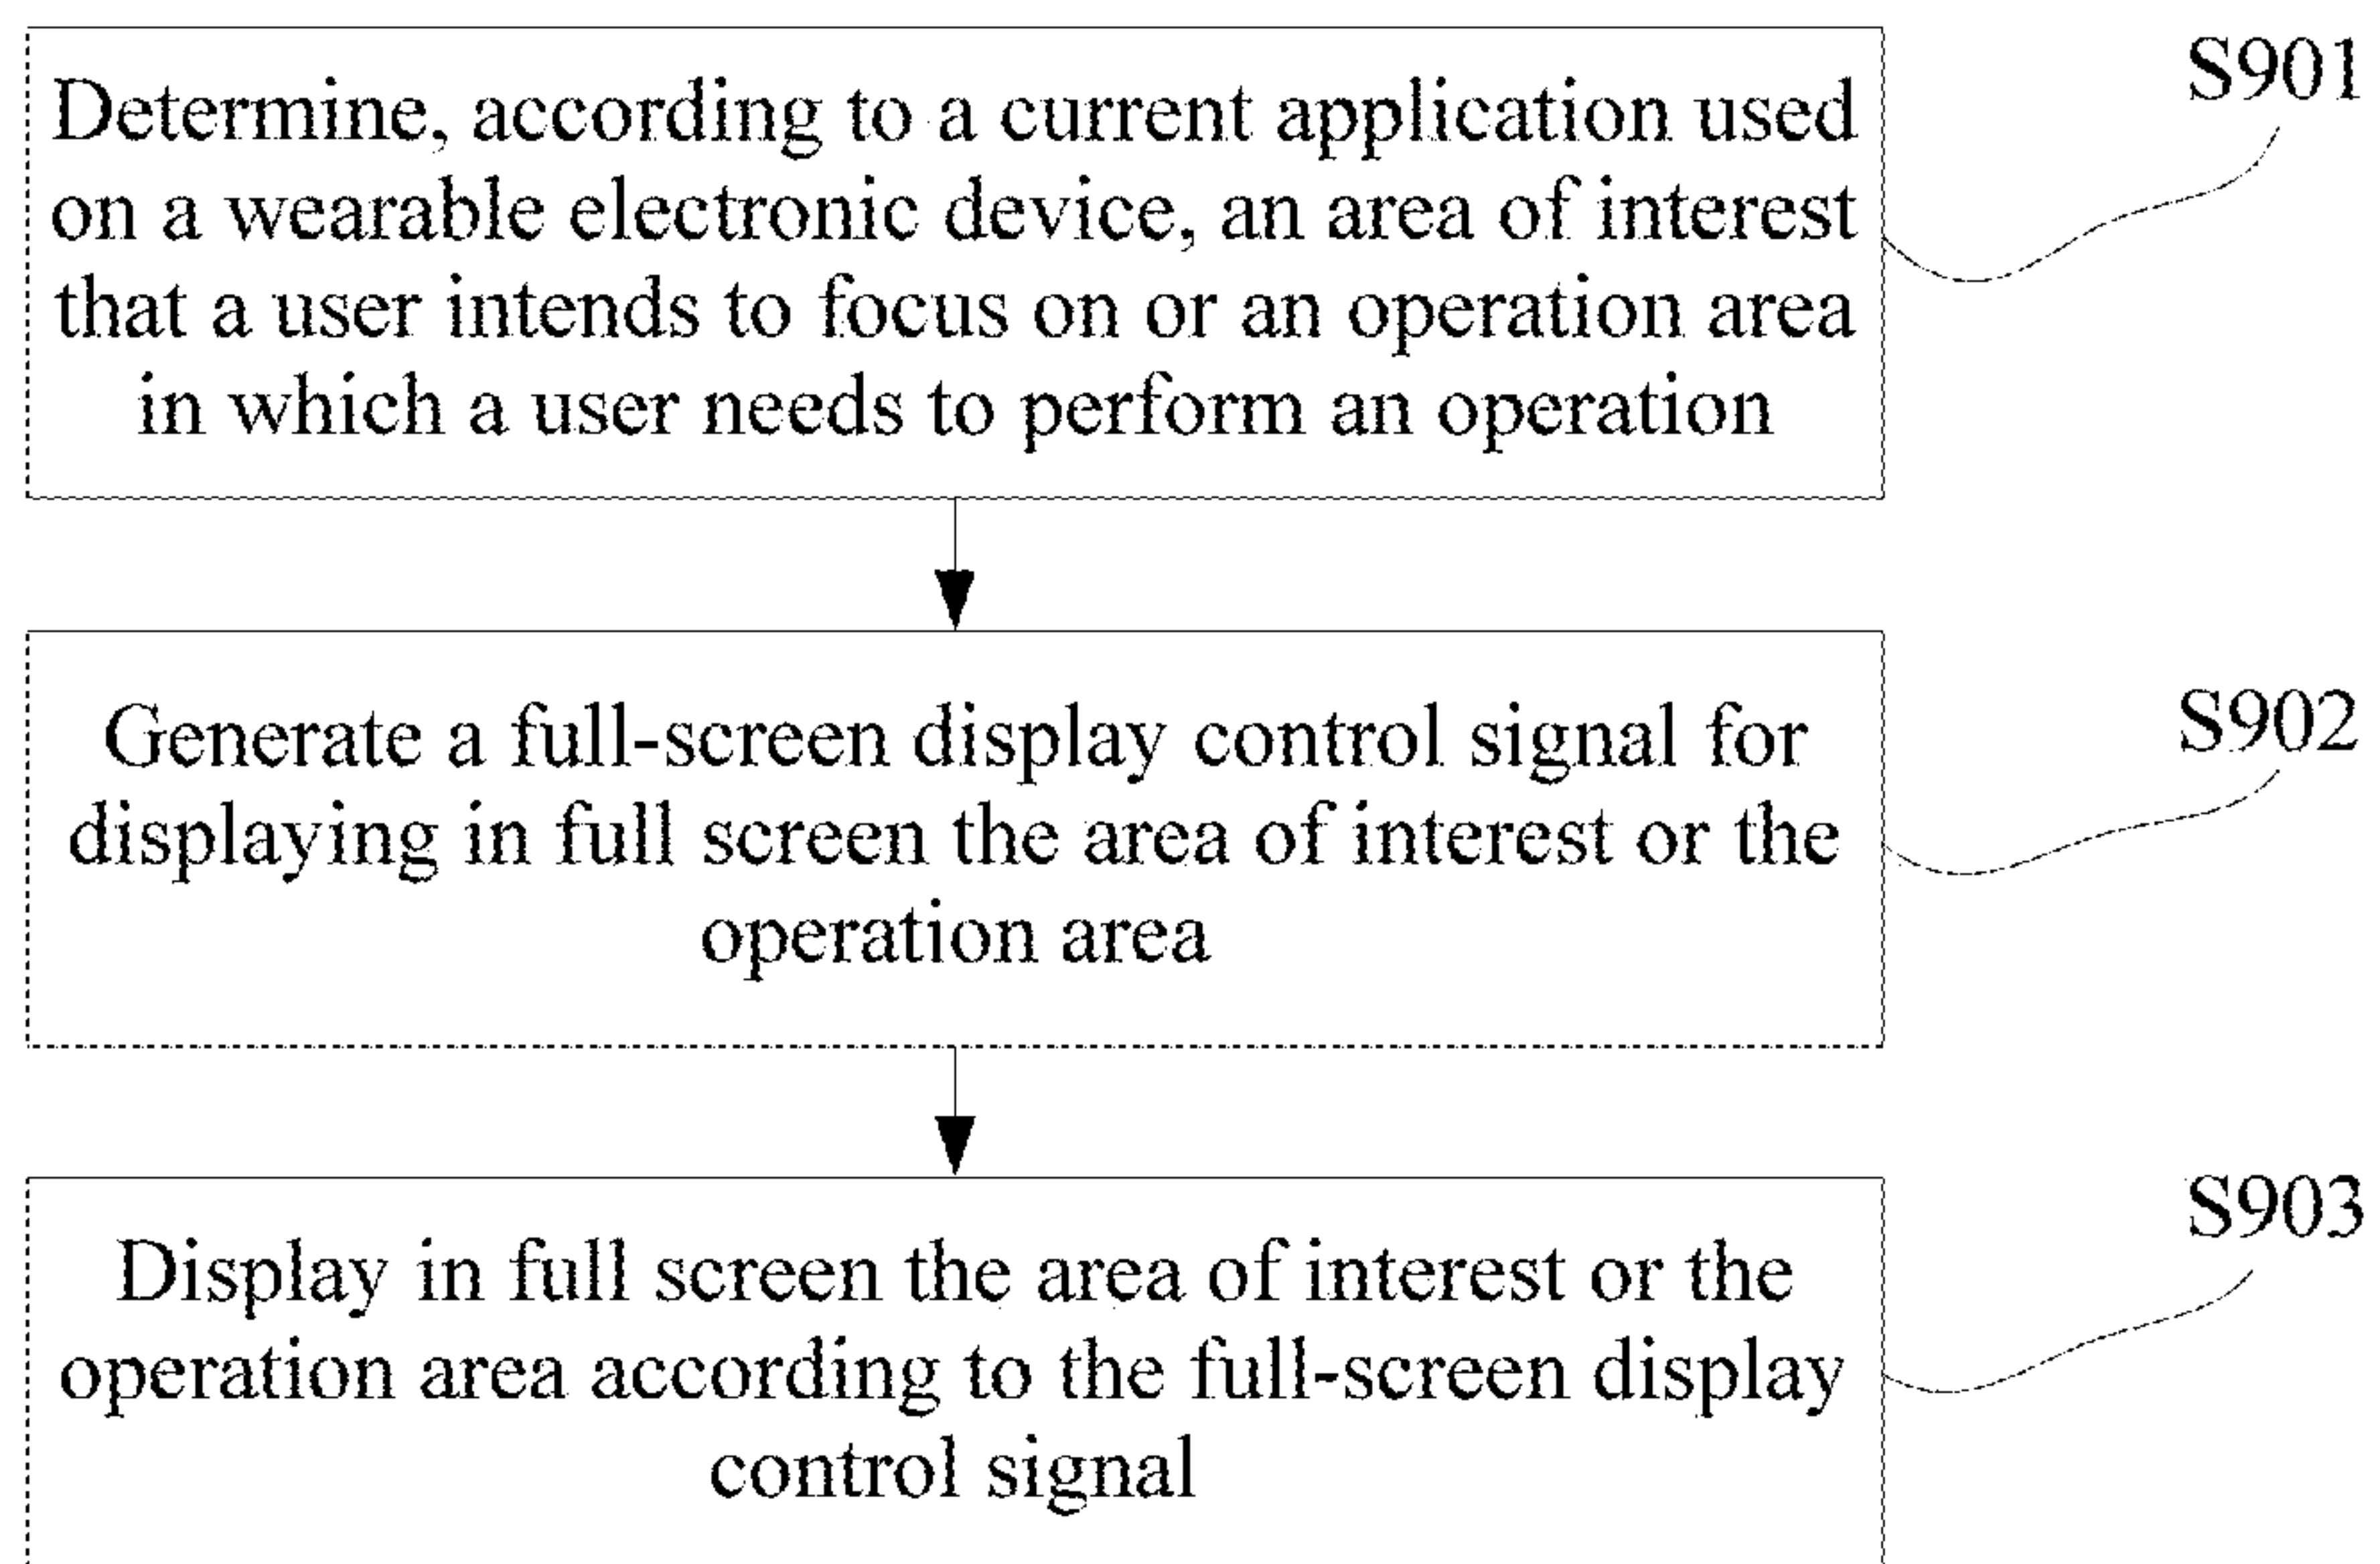 S901
Determine, according to a current application used
on a wearable electronic device, an area of interest
that a user intends to focus on or an operation area
in which a user needs to perform an operation
S902
Generate a full-screen display control signal for
displaying in full screen the area of interest or the
operation area
S903
Display in full screen the area of interest or the
operation area according to the full-screen display
control signal